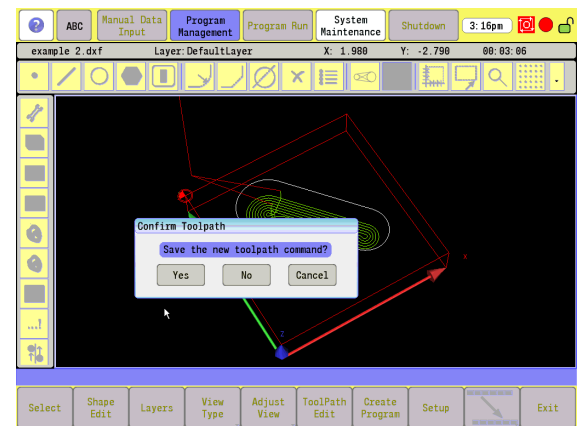 ? ABC Manual Data Input Program Management Program Run System Maintenance Shutdown 3:16pm
example 2.dxf Layer:DefaultLayer X: 1.980 Y: -2.790 00:03:06
Confirm Toolpath
Save the new toolpath command?
Yes No Cancel
...!
Z
Select Shape Edit Layers View Type Adjust View ToolPath Edit Create Program Setup Exit